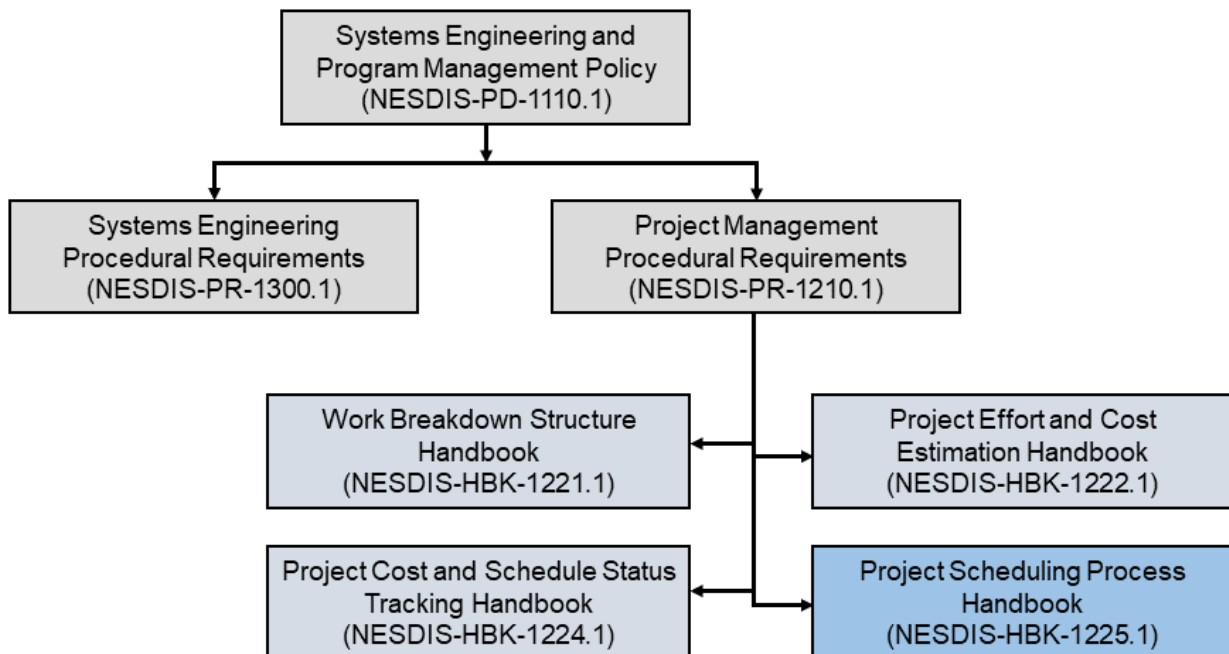 Systems Engineering and
Program Management Policy
(NESDIS-PD-1110.1)
Systems Engineering
Procedural Requirements
(NESDIS-PR-1300.1)
Project Management
Procedural Requirements
(NESDIS-PR-1210.1)
Work Breakdown Structure
Handbook
(NESDIS-HBK-1221.1)
Project Effort and Cost
Estimation Handbook
(NESDIS-HBK-1222.1)
Project Cost and Schedule Status
Tracking Handbook
(NESDIS-HBK-1224.1)
Project Scheduling Process
Handbook
(NESDIS-HBK-1225.1)